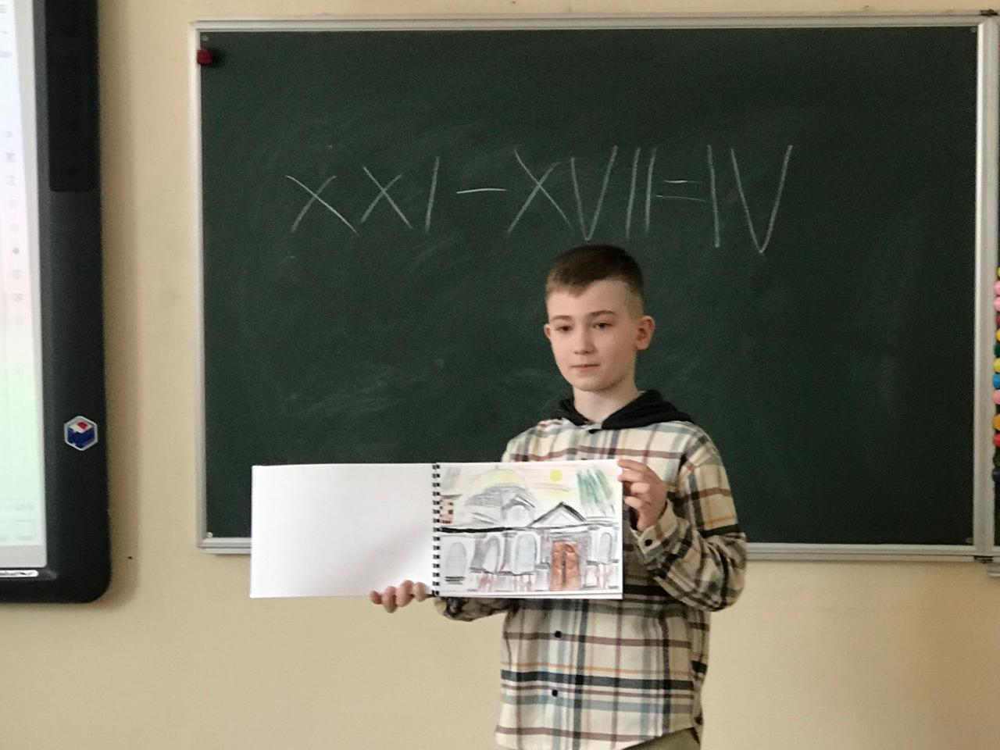 XXI – XVII = IV